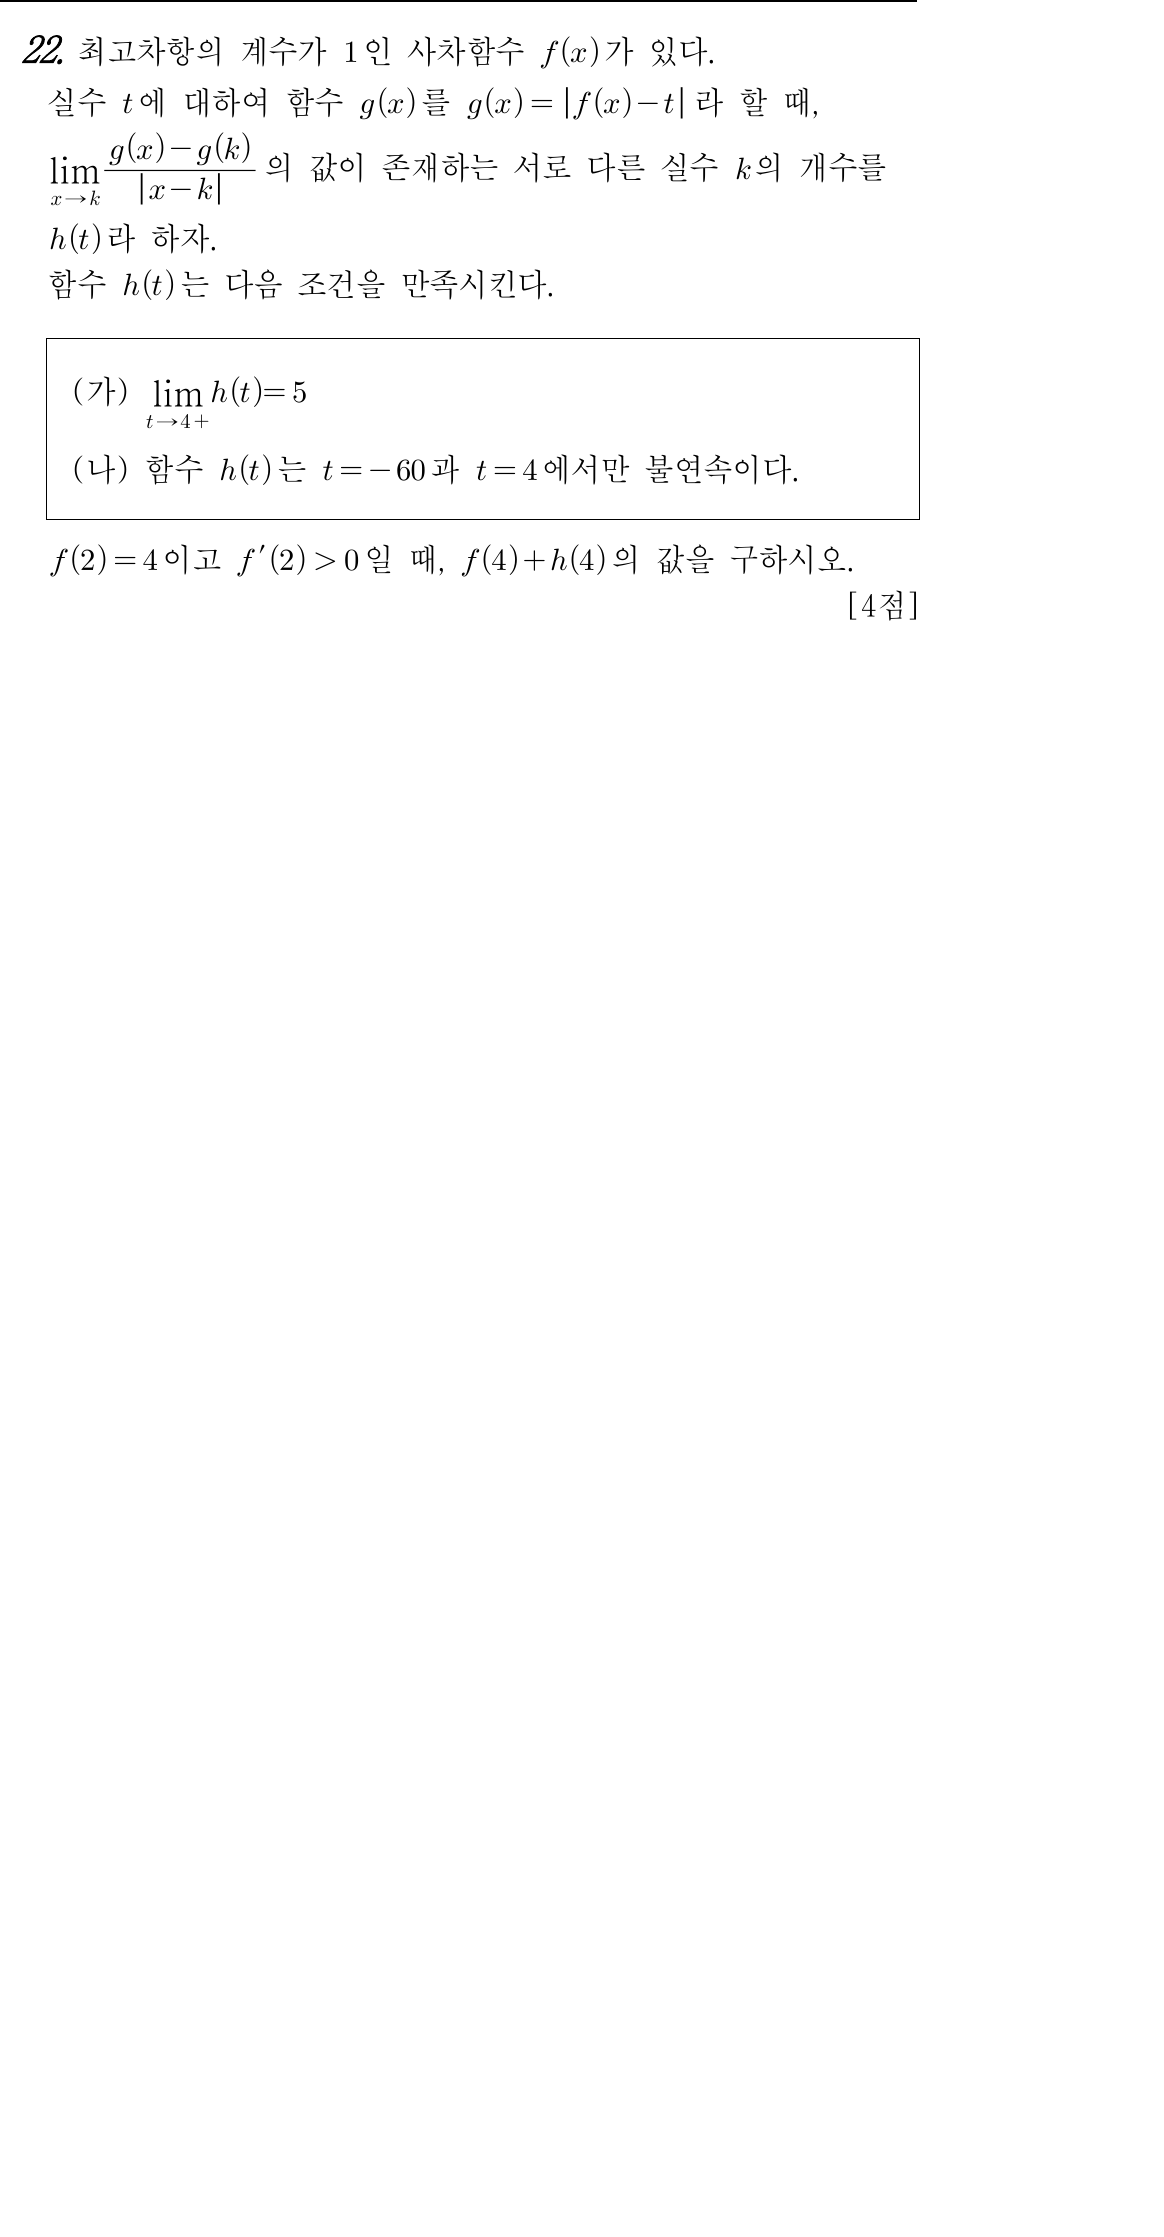 22. 최고차항의 계수가 1인 사차함수 f(x)가 있다.
실수 t에 대하여 함수 g(x)를 g(x)=|f(x)-t|라 할 때,
lim_{x→k} \frac{g(x)-g(k)}{|x-k|}의 값이 존재하는 서로 다른 실수 k의 개수를
h(t)라 하자.
함수 h(t)는 다음 조건을 만족시킨다.
(가) lim_{t→4+} h(t)=5
(나) 함수 h(t)는 t=-60과 t=4에서만 불연속이다.
f(2)=4이고 f′(2)>0일 때, f(4)+h(4)의 값을 구하시오.
[4점]